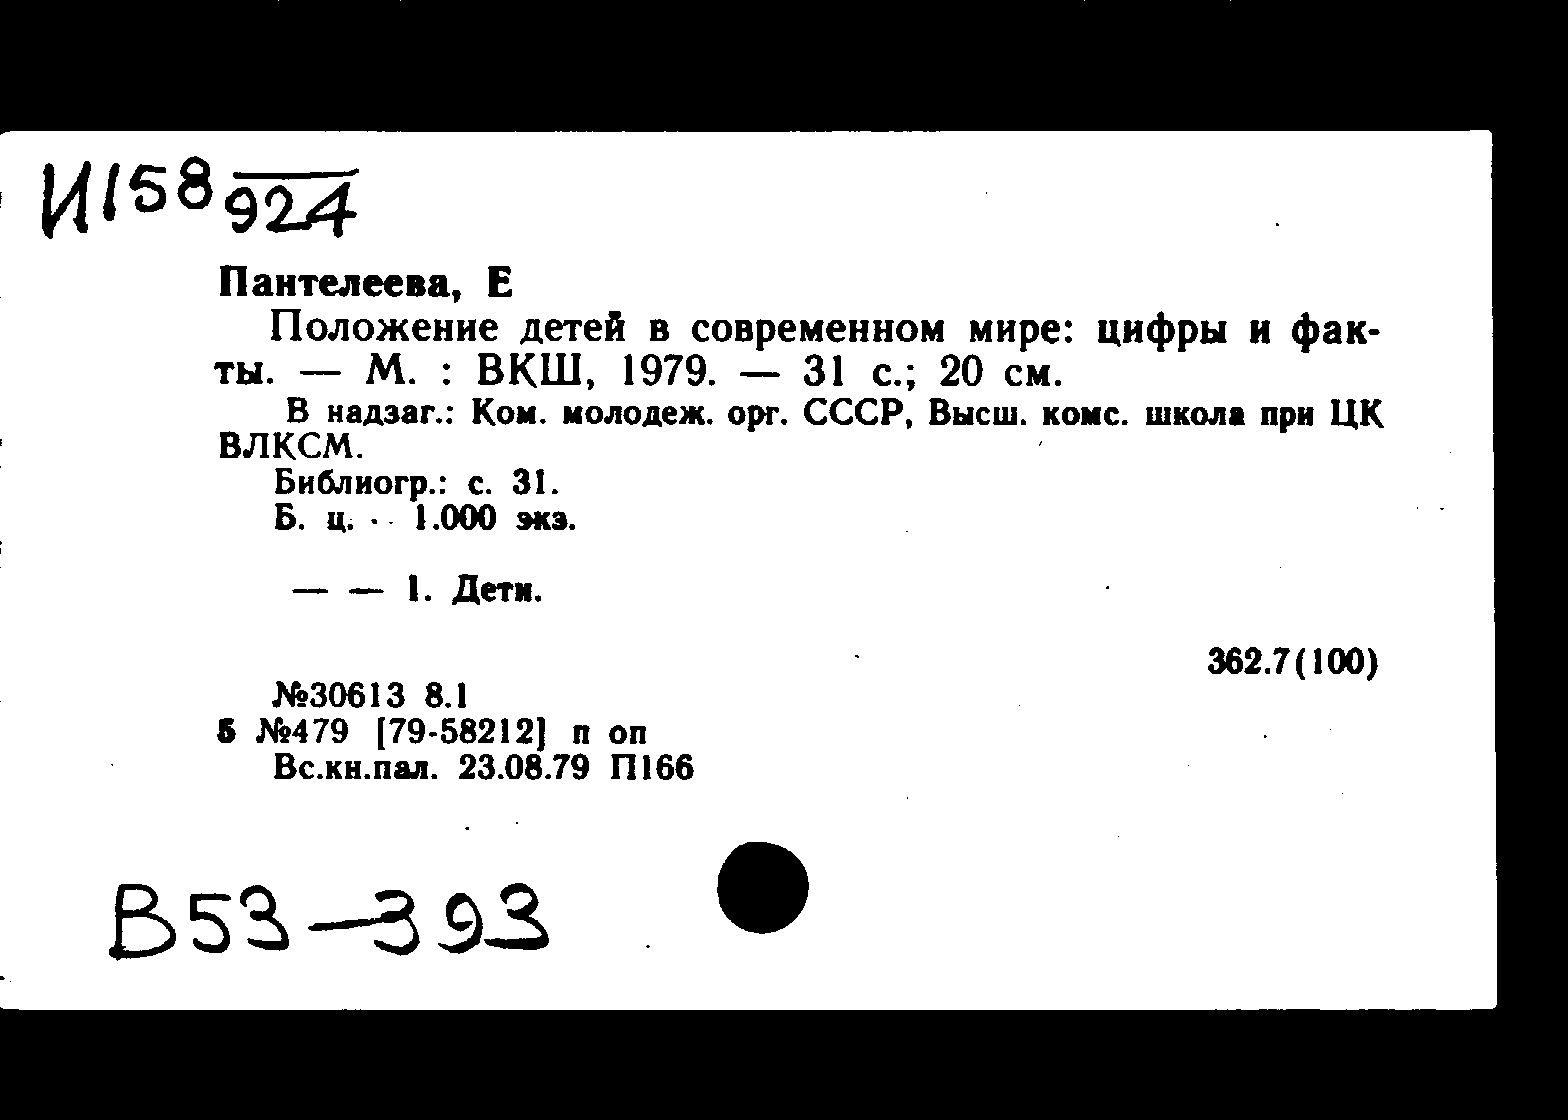 И158 924
Пантелеева, Е
Положение детей в современном мире: цифры и фак-
ты. — М. : ВКШ, 1979. — 31 с.; 20 см.
В надзаг.: Ком. молодеж. орг. СССР, Высш. комс. школа при ЦК
ВЛКСМ.
Библиогр.: с. 31.
Б. ц. 1.000 экз.
— — 1. Дети.
362.7(100)
№30613 8.1
5 №479 [79-58212] п оп
Вс.кн.пал. 23.08.79 П166
В53—393